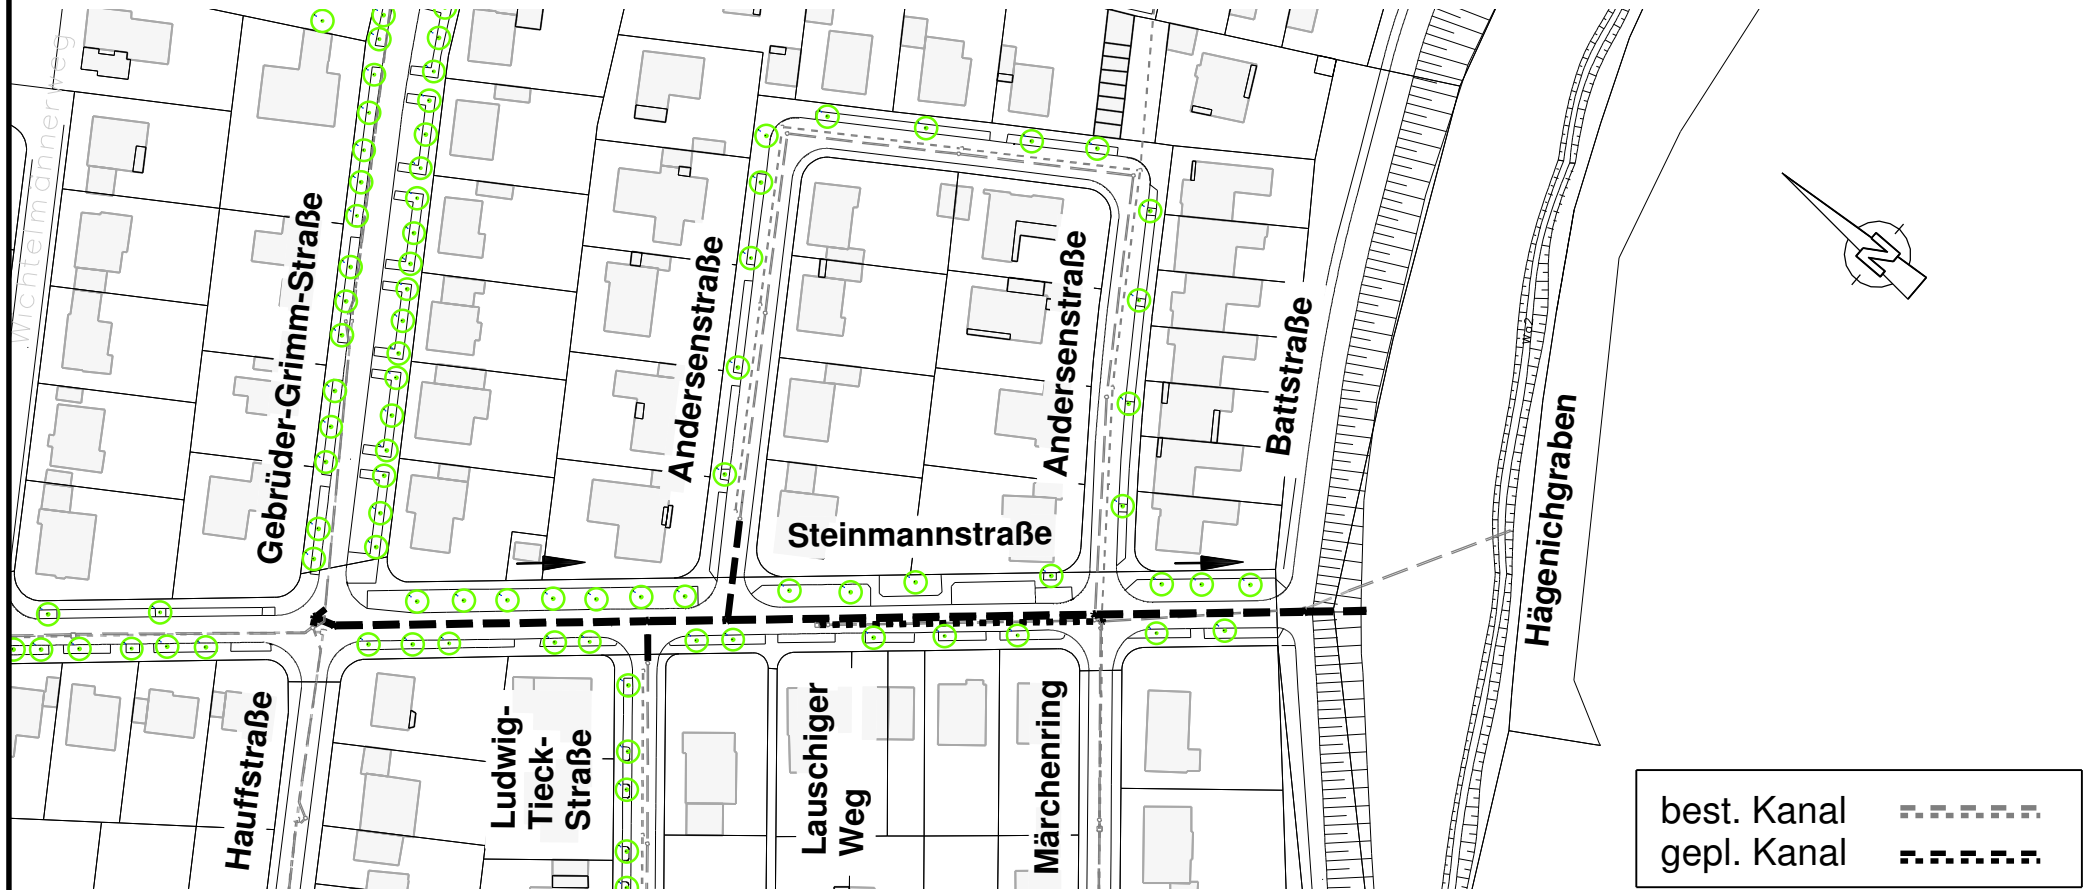 Wichtelmännerweg
Gebrüder-Grimm-Straße
Andersenstraße
Andersenstraße
Battstraße
Steinmannstraße
Hägenichgraben
Hauffstraße
Ludwig-
Tieck-
Straße
Lauschiger
Weg
Märchenring
N
best. Kanal
gepl. Kanal